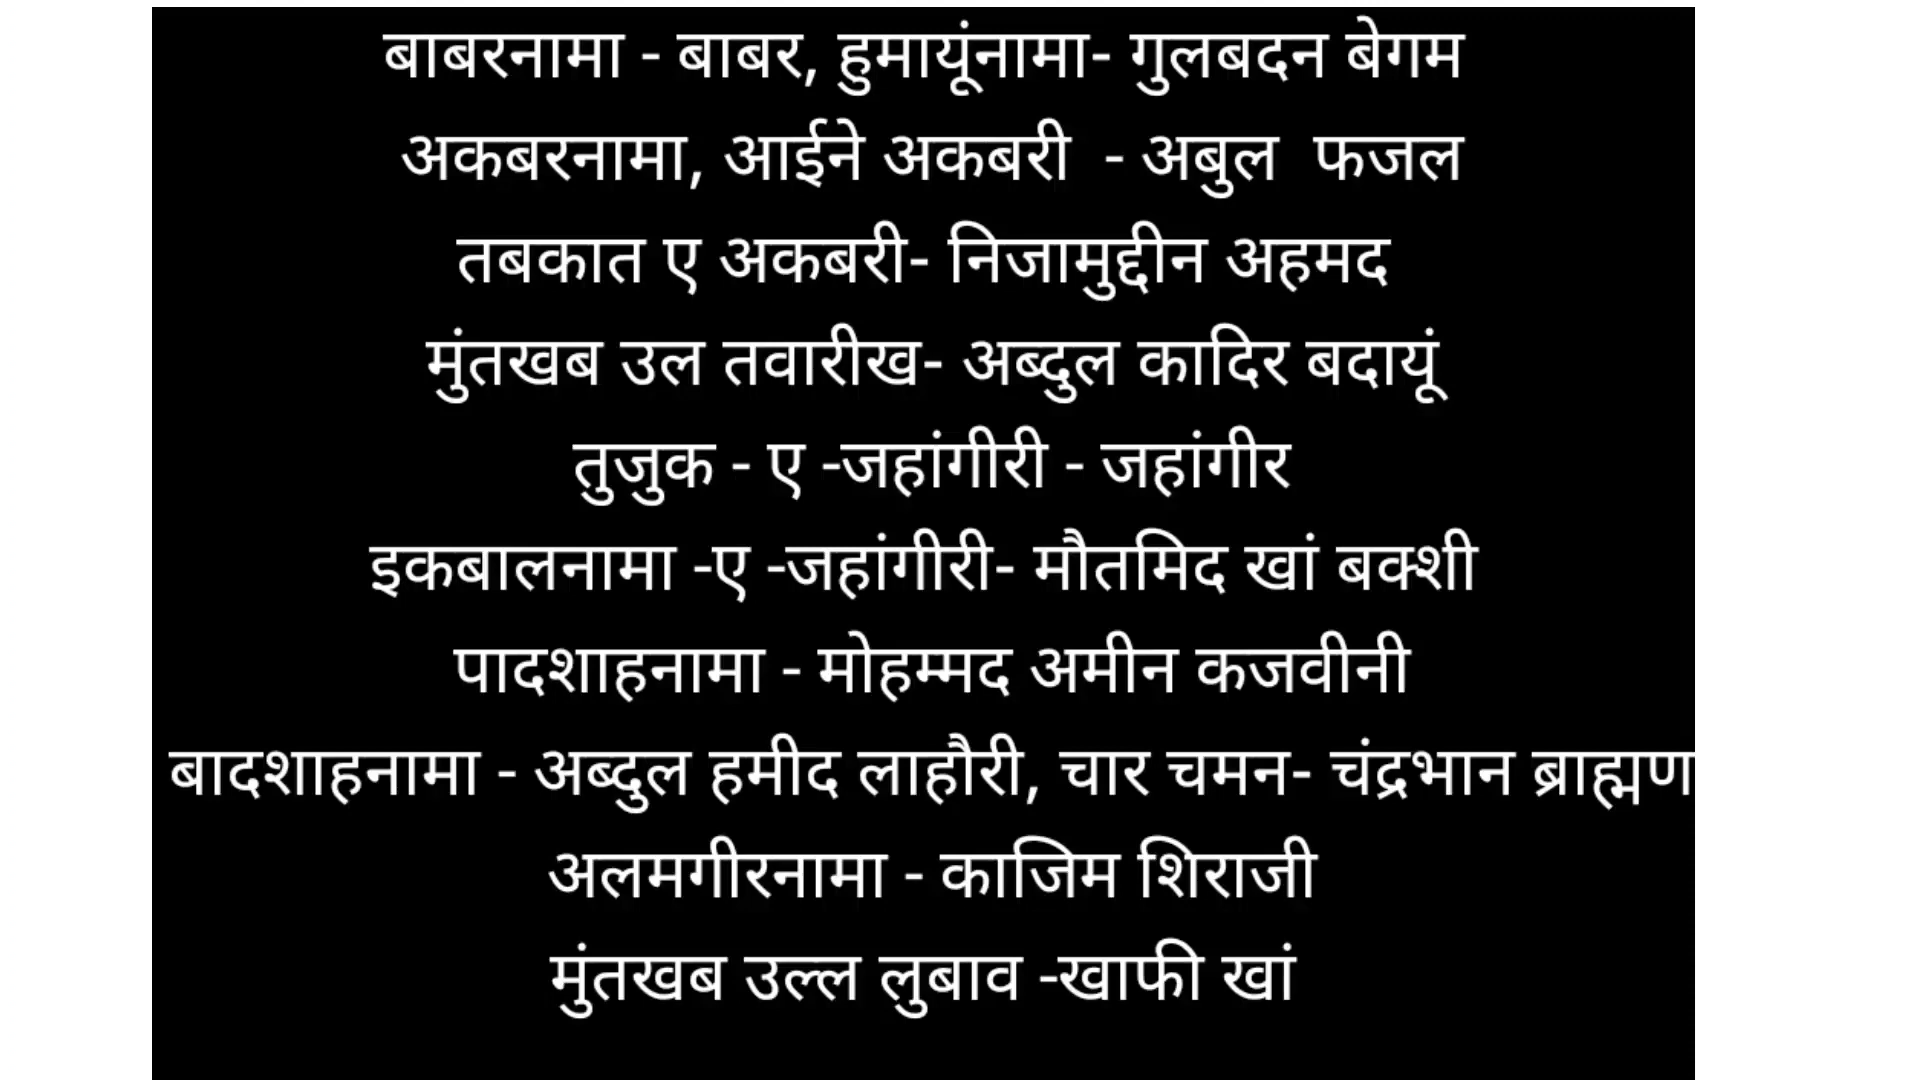 बाबरनामा - बाबर, हुमायूंनामा- गुलबदन बेगम
अकबरनामा, आईने अकबरी - अबुल फजल
तबकात ए अकबरी- निजामुद्दीन अहमद
मुंतखब उल तवारीख- अब्दुल कादिर बदायूं
तुजुक - ए -जहांगीरी - जहांगीर
इकबालनामा -ए -जहांगीरी- मौतमिद खां बक्शी
पादशाहनामा - मोहम्मद अमीन कजवीनी
बादशाहनामा - अब्दुल हमीद लाहौरी, चार चमन- चंद्रभान ब्राह्मण
अलमगीरनामा - काजिम शिराजी
मुंतखब उल्ल लुबाव -खाफी खां